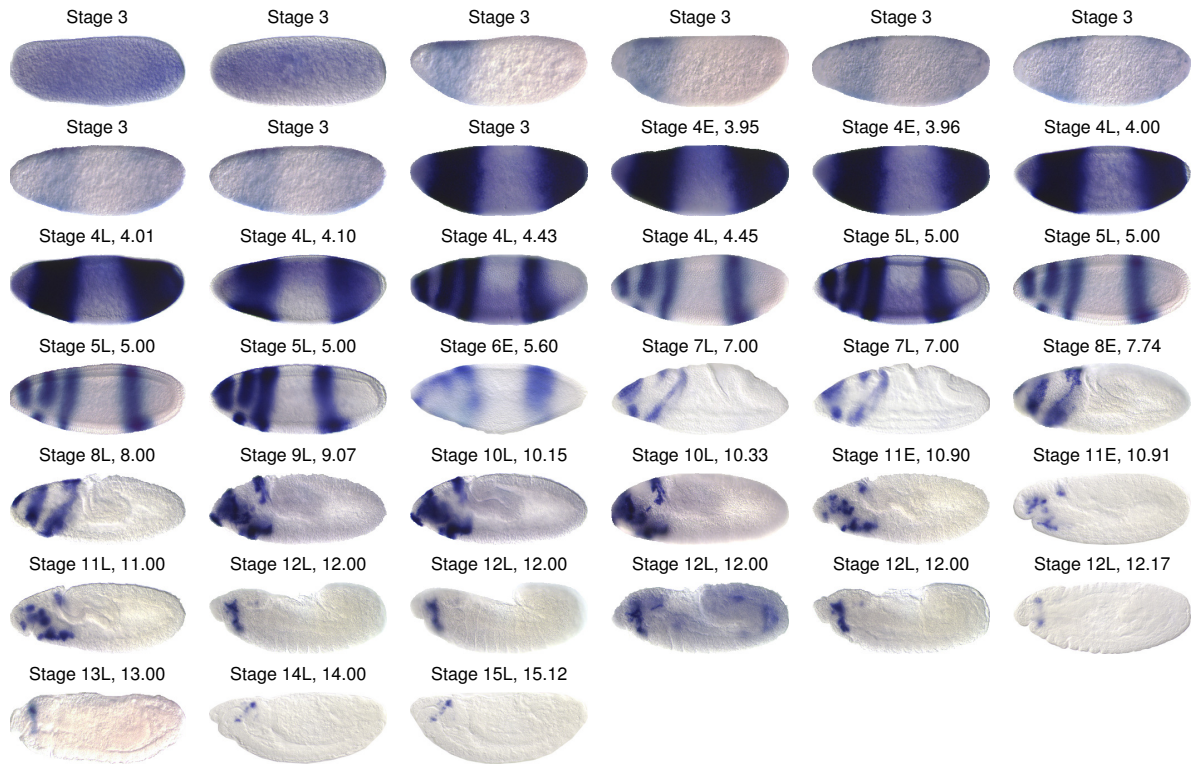 Stage 3 Stage 3 Stage 3 Stage 3 Stage 3 Stage 3
Stage 3 Stage 3 Stage 3 Stage 4E, 3.95 Stage 4E, 3.96 Stage 4L, 4.00
Stage 4L, 4.01 Stage 4L, 4.10 Stage 4L, 4.43 Stage 4L, 4.45 Stage 5L, 5.00 Stage 5L, 5.00
Stage 5L, 5.00 Stage 5L, 5.00 Stage 6E, 5.60 Stage 7L, 7.00 Stage 7L, 7.00 Stage 8E, 7.74
Stage 8L, 8.00 Stage 9L, 9.07 Stage 10L, 10.15 Stage 10L, 10.33 Stage 11E, 10.90 Stage 11E, 10.91
Stage 11L, 11.00 Stage 12L, 12.00 Stage 12L, 12.00 Stage 12L, 12.00 Stage 12L, 12.00 Stage 12L, 12.17
Stage 13L, 13.00 Stage 14L, 14.00 Stage 15L, 15.12